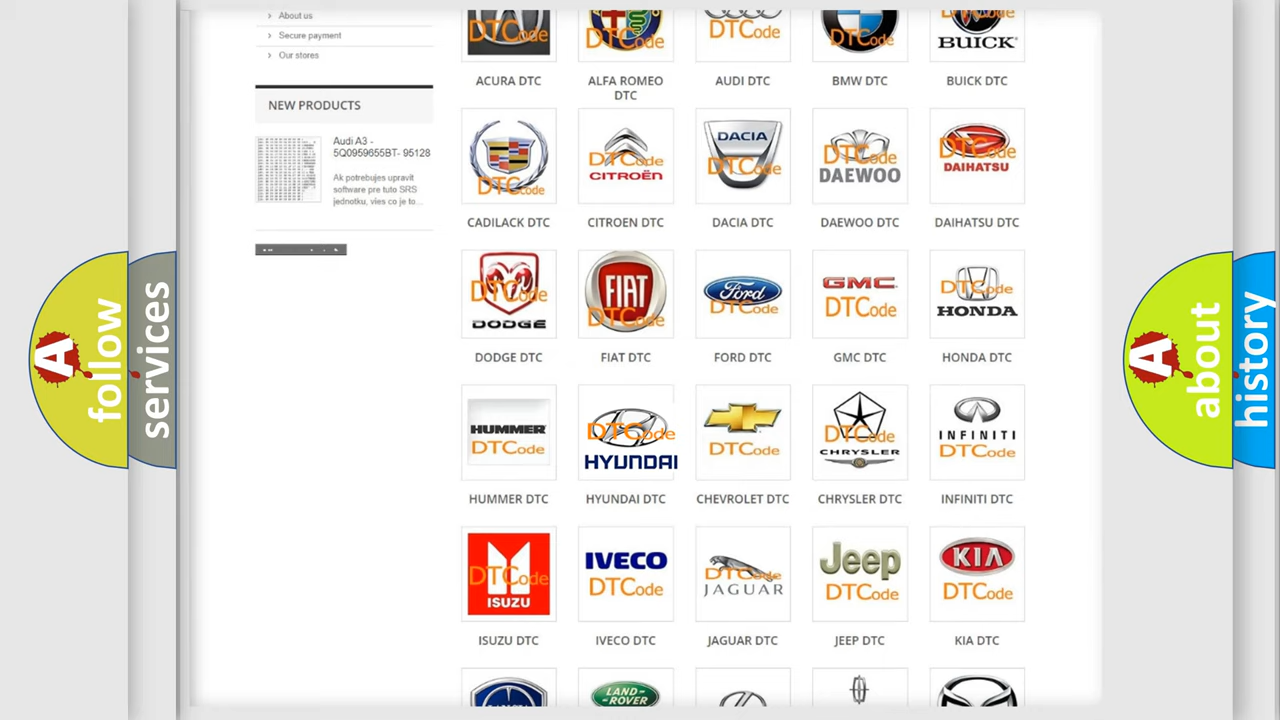 About us
Secure payment
Our stores
NEW PRODUCTS
Audi A3 -
5Q0959655BT- 95128
Ak potrebujes upravit
software pre tuto SRS
jednotku, vies co je to...
DTCode
DTCode
DTCode
DTCode
BUICK
ACURA DTC
ALFA ROMEO
DTC
AUDI DTC
BMW DTC
BUICK DTC
DTCode
DTCode
CITROËN
DACIA
DTCode
DTCode
DAEWOO
DTCode
DAIHATSU
CADILACK DTC
CITROEN DTC
DACIA DTC
DAEWOO DTC
DAIHATSU DTC
DTCode
DODGE
FIAT
DTCode
Ford
DTCode
GMC
DTCode
DTCode
HONDA
DODGE DTC
FIAT DTC
FORD DTC
GMC DTC
HONDA DTC
HUMMER
DTCode
DTCode
HYUNDAI
DTCode
DTCode
CHRYSLER
INFINITI
DTCode
HUMMER DTC
HYUNDAI DTC
CHEVROLET DTC
CHRYSLER DTC
INFINITI DTC
DTCode
ISUZU
IVECO
DTCode
DTCode
JAGUAR
Jeep
DTCode
KIA
DTCode
ISUZU DTC
IVECO DTC
JAGUAR DTC
JEEP DTC
KIA DTC
LAND-
ROVER
A
follow
services
A
about
history